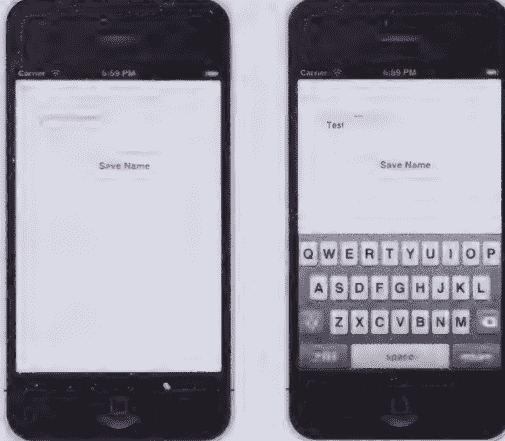 Carrier 5:59 PM
Save Name
Carrier 5:59 PM
Test
Save Name
Q W E R T Y U I O P
A S D F G H J K L
Z X C V B N M
space